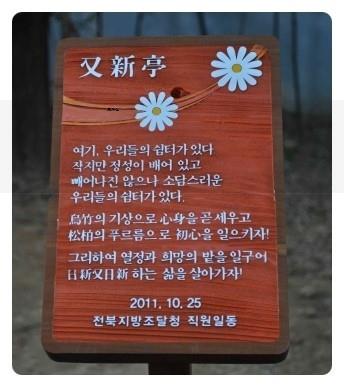 又新亭
여기, 우리들의 쉼터가 있다
작지만 정성이 배어 있고
빼어나진 않으나 소담스러운
우리들의 쉼터가 있다.
烏竹의 기상으로 心身을 곧 세우고
松柏의 푸르름으로 初心을 일으키자!
그리하여 열정과 희망의 밭을 일구어
日新又日新 하는 삶을 살아가자!
2011. 10. 25
전북지방조달청 직원일동